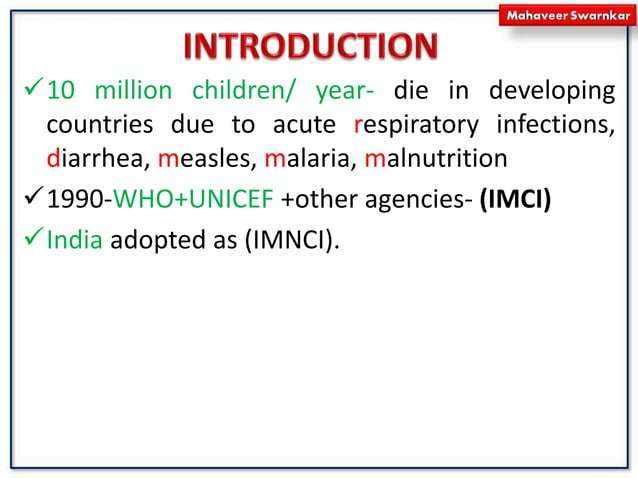 Mahaveer Swarnkar
INTRODUCTION
✓10 million children/ year- die in developing
countries due to acute respiratory infections,
diarrhea, measles, malaria, malnutrition
✓1990-WHO+UNICEF +other agencies- (IMCI)
✓India adopted as (IMNCI).